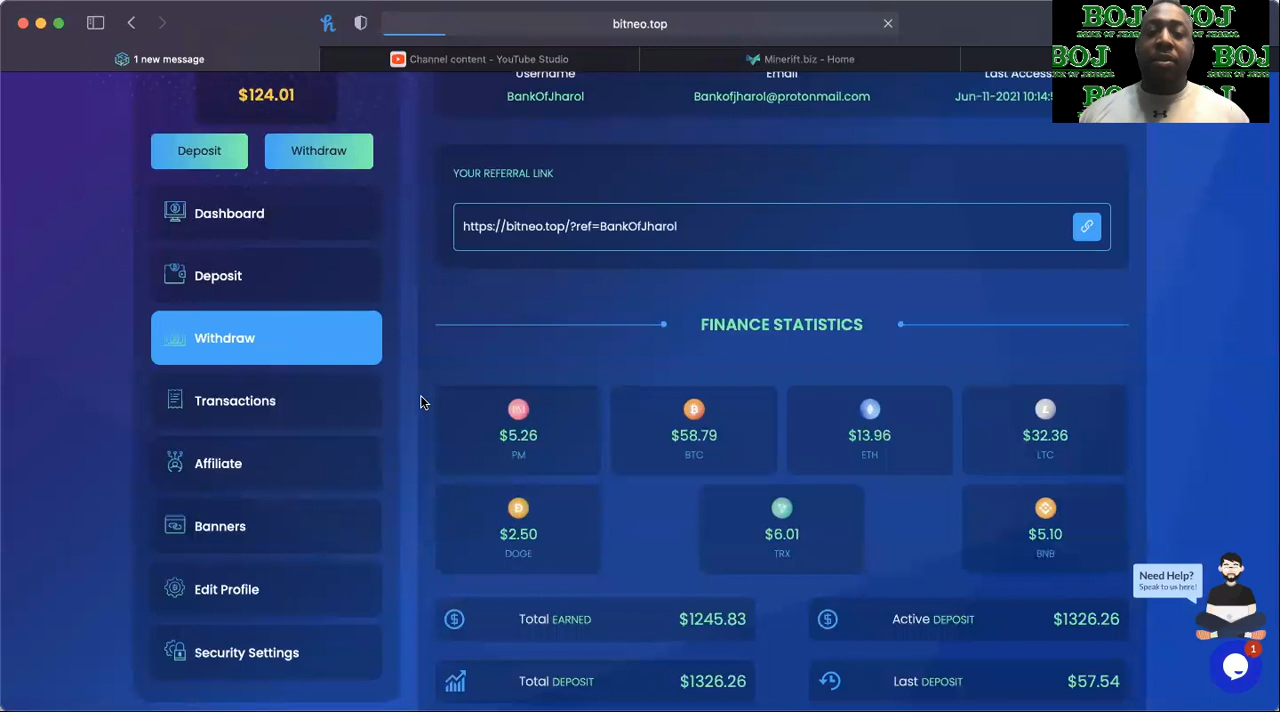 bitneo.top
1 new message
Channel content - YouTube Studio
Minerift.biz - Home
BOJ BOJ
BOJ BOJ
$124.01
Username
Email
Last Access
BankOfJharol
Bankofjharol@protonmail.com
Jun-11-2021 10:14:5
Deposit
Withdraw
YOUR REFERRAL LINK
https://bitneo.top/?ref=BankOfJharol
Dashboard
Deposit
Withdraw
Transactions
Affiliate
Banners
Edit Profile
Security Settings
FINANCE STATISTICS
$5.26
PM
$58.79
BTC
$13.96
ETH
$32.36
LTC
$2.50
DOGE
$6.01
TRX
$5.10
BNB
Total EARNED
$1245.83
Active DEPOSIT
$1326.26
Total DEPOSIT
$1326.26
Last DEPOSIT
$57.54
Need Help?
Speak to us here!
1